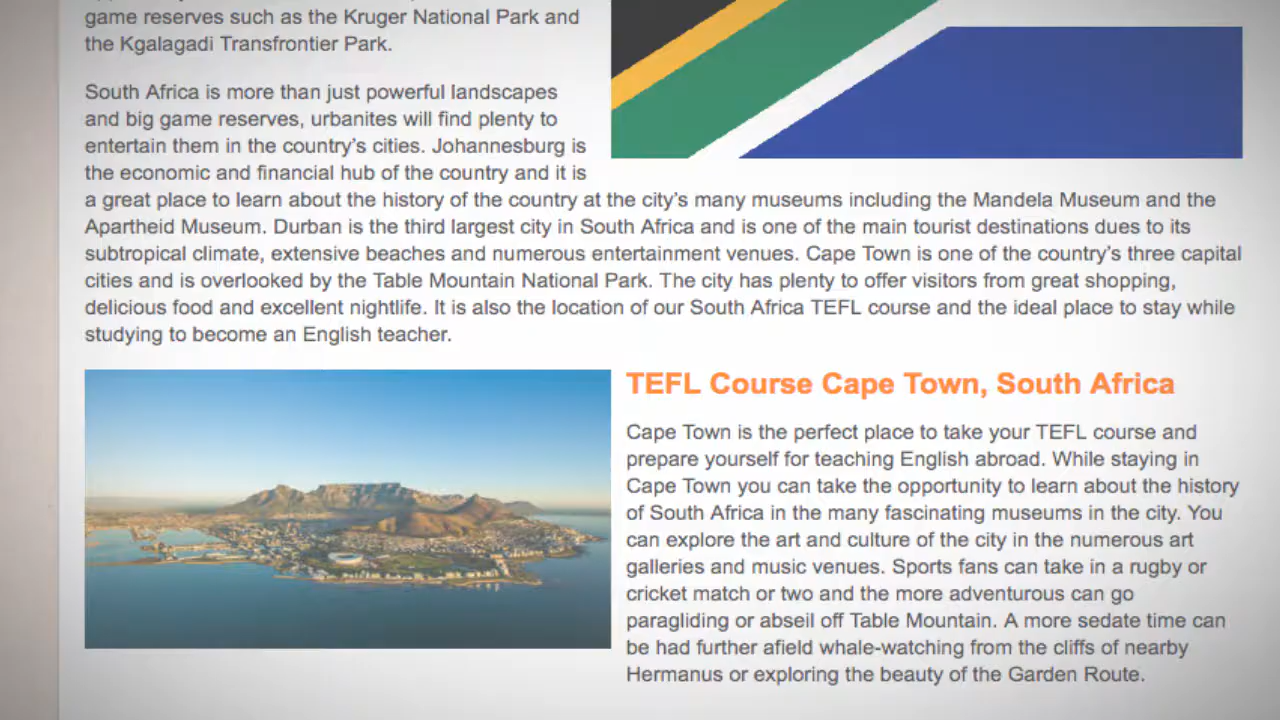 game reserves such as the Kruger National Park and
the Kgalagadi Transfrontier Park.
South Africa is more than just powerful landscapes
and big game reserves, urbanites will find plenty to
entertain them in the country's cities. Johannesburg is
the economic and financial hub of the country and it is
a great place to learn about the history of the country at the city's many museums including the Mandela Museum and the
Apartheid Museum. Durban is the third largest city in South Africa and is one of the main tourist destinations dues to its
subtropical climate, extensive beaches and numerous entertainment venues. Cape Town is one of the country's three capital
cities and is overlooked by the Table Mountain National Park. The city has plenty to offer visitors from great shopping,
delicious food and excellent nightlife. It is also the location of our South Africa TEFL course and the ideal place to stay while
studying to become an English teacher.
TEFL Course Cape Town, South Africa
Cape Town is the perfect place to take your TEFL course and
prepare yourself for teaching English abroad. While staying in
Cape Town you can take the opportunity to learn about the history
of South Africa in the many fascinating museums in the city. You
can explore the art and culture of the city in the numerous art
galleries and music venues. Sports fans can take in a rugby or
cricket match or two and the more adventurous can go
paragliding or abseil off Table Mountain. A more sedate time can
be had further afield whale-watching from the cliffs of nearby
Hermanus or exploring the beauty of the Garden Route.